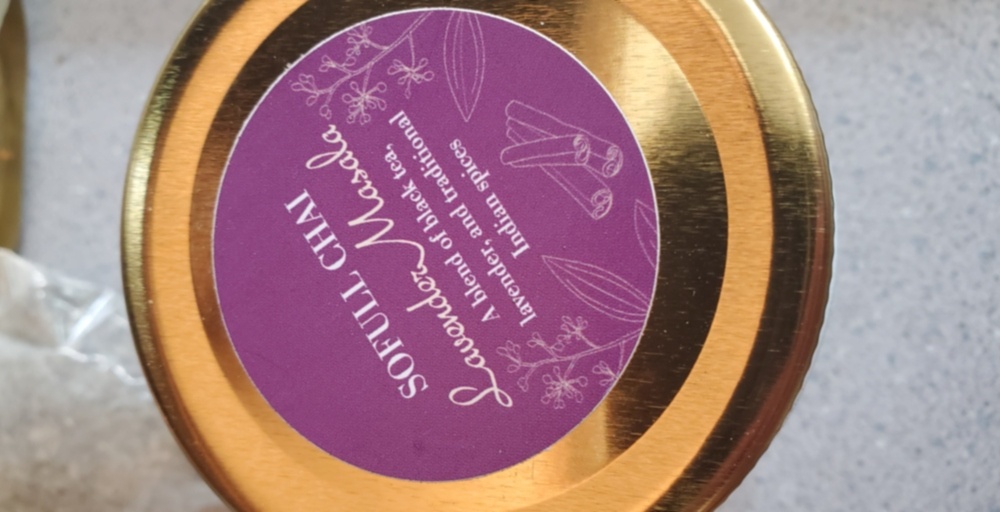 SOFULL CHAI
Lavender Masala
A blend of black tea,
lavender, and traditional
Indian spices